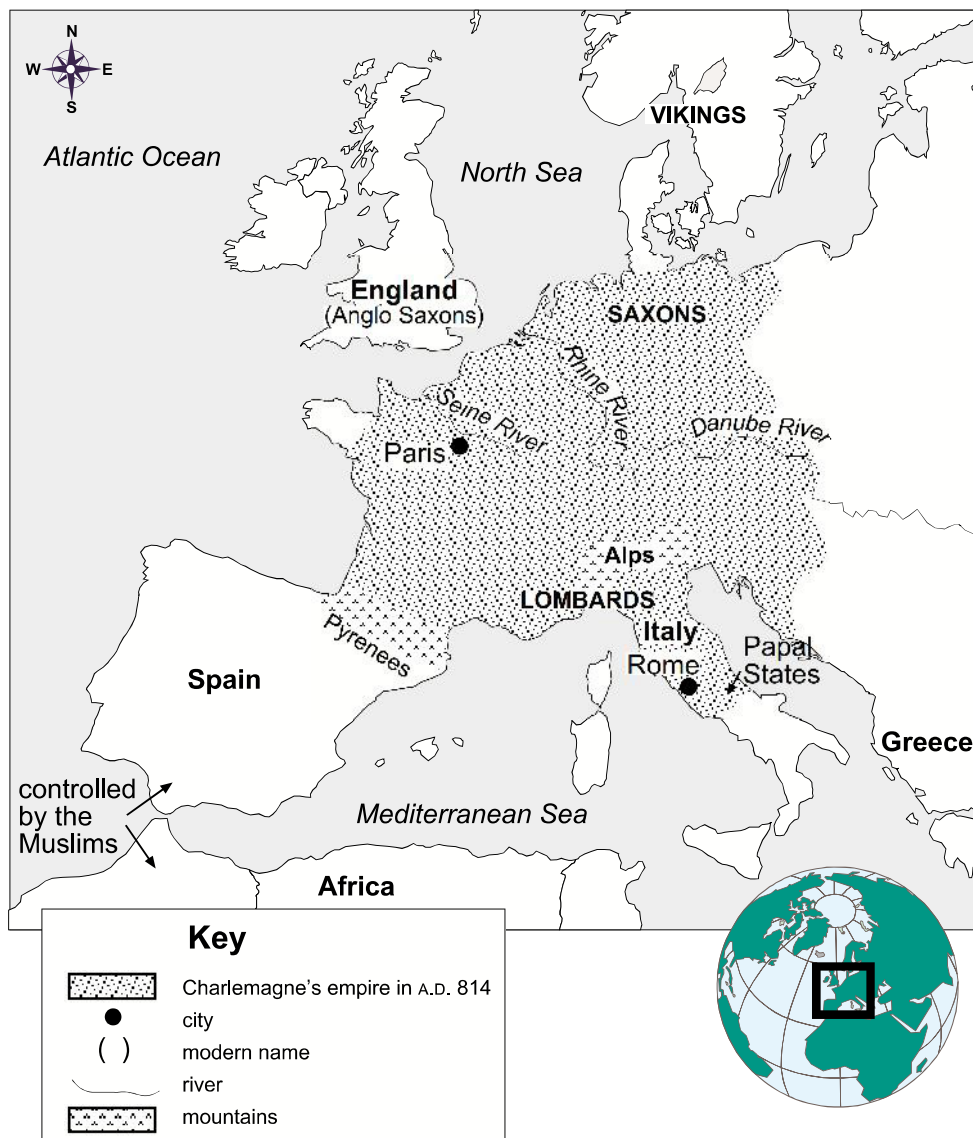 N
W E
S
Atlantic Ocean
North Sea
VIKINGS
England
(Anglo Saxons)
SAXONS
Rhine River
Seine River
Danube River
Paris
Alps
LOMBARDS
Pyrenees
Italy
Rome
Papal
States
Spain
Greece
controlled
by the
Muslims
Mediterranean Sea
Africa
Key
Charlemagne's empire in A.D. 814
city
( ) modern name
river
mountains